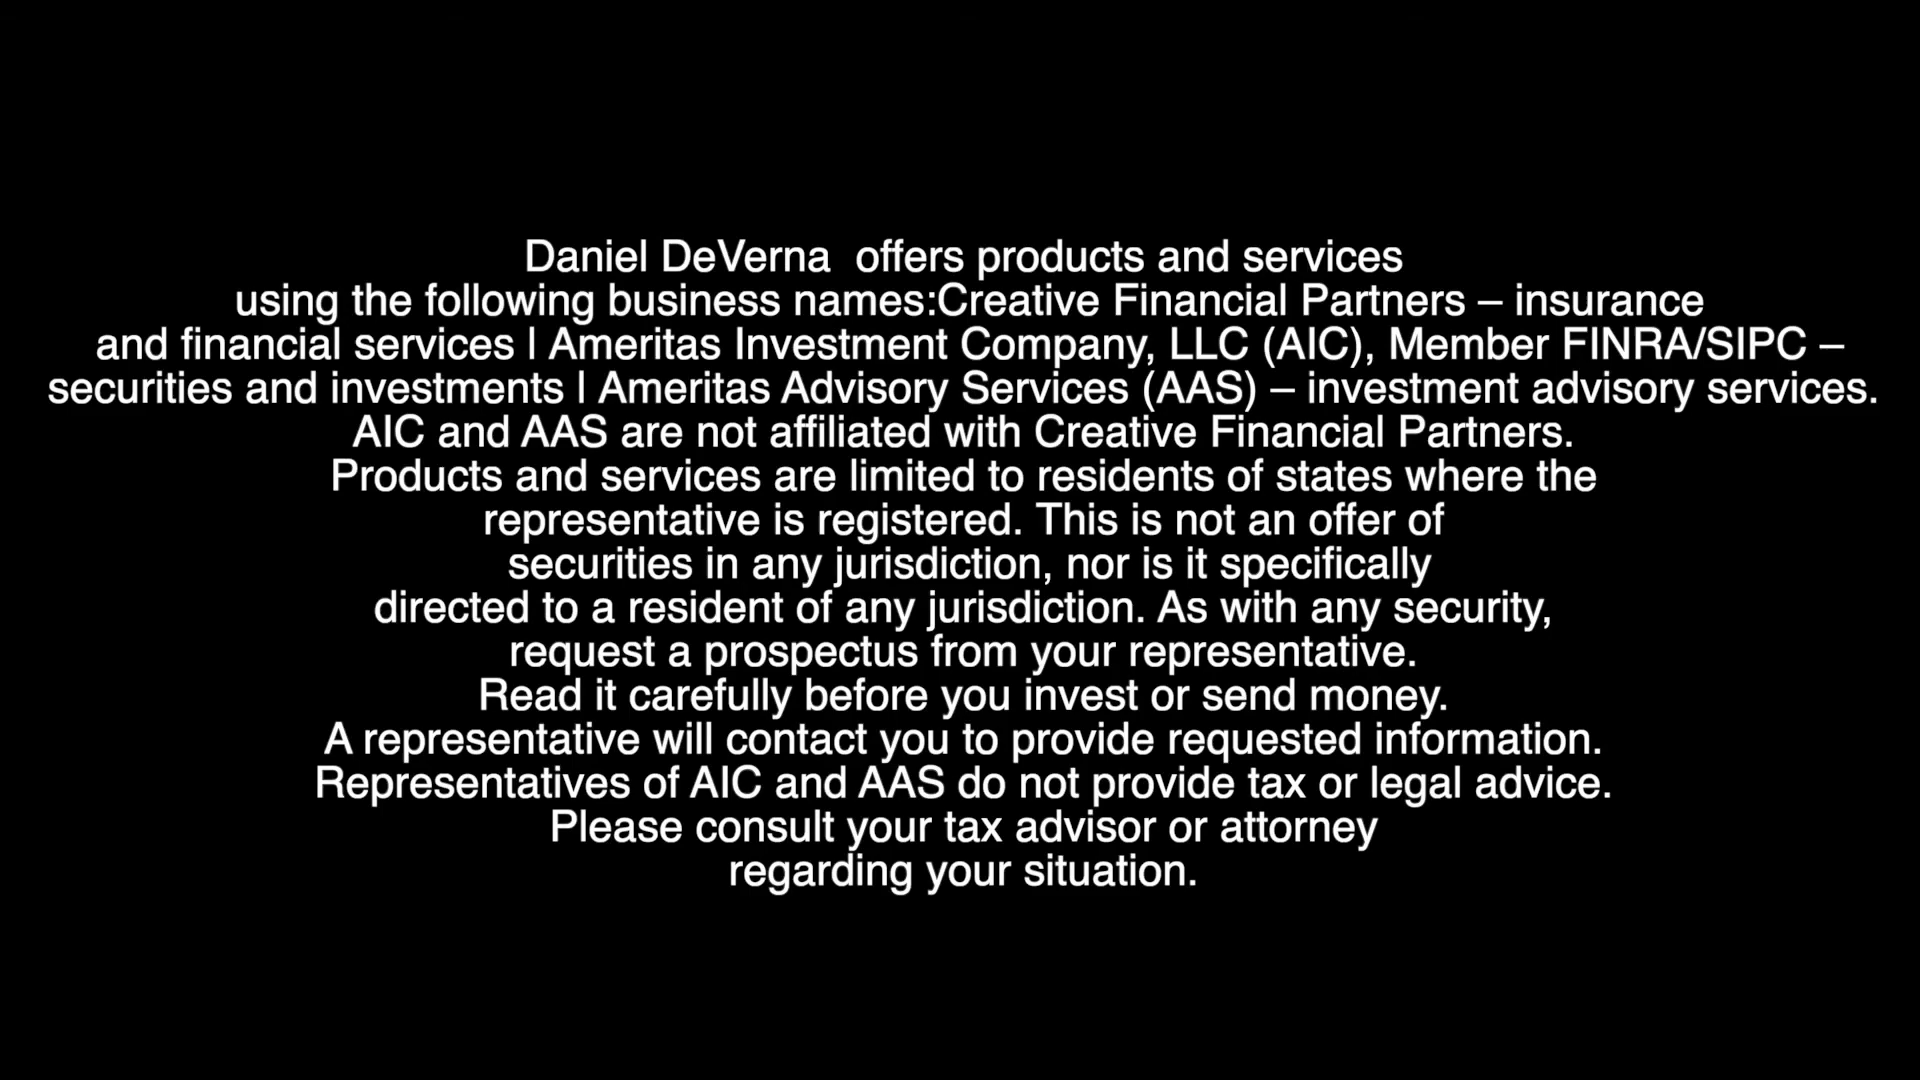 Daniel DeVerna  offers products and services
using the following business names:Creative Financial Partners – insurance
and financial services | Ameritas Investment Company, LLC (AIC), Member FINRA/SIPC –
securities and investments | Ameritas Advisory Services (AAS) – investment advisory services.
AIC and AAS are not affiliated with Creative Financial Partners.
Products and services are limited to residents of states where the
representative is registered. This is not an offer of
securities in any jurisdiction, nor is it specifically
directed to a resident of any jurisdiction. As with any security,
request a prospectus from your representative.
Read it carefully before you invest or send money.
A representative will contact you to provide requested information.
Representatives of AIC and AAS do not provide tax or legal advice.
Please consult your tax advisor or attorney
regarding your situation.